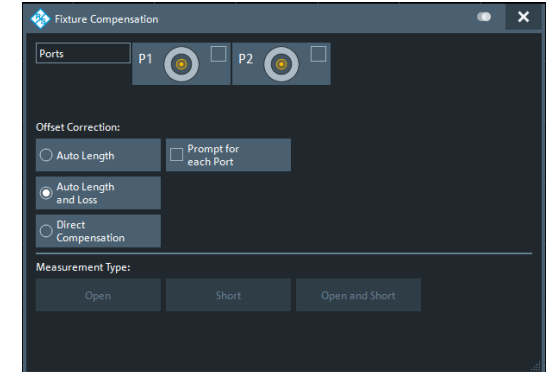 Fixture Compensation
Ports
P1
P2
Offset Correction:
Auto Length
Prompt for
each Port
Auto Length
and Loss
Direct
Compensation
Measurement Type:
Open
Short
Open and Short